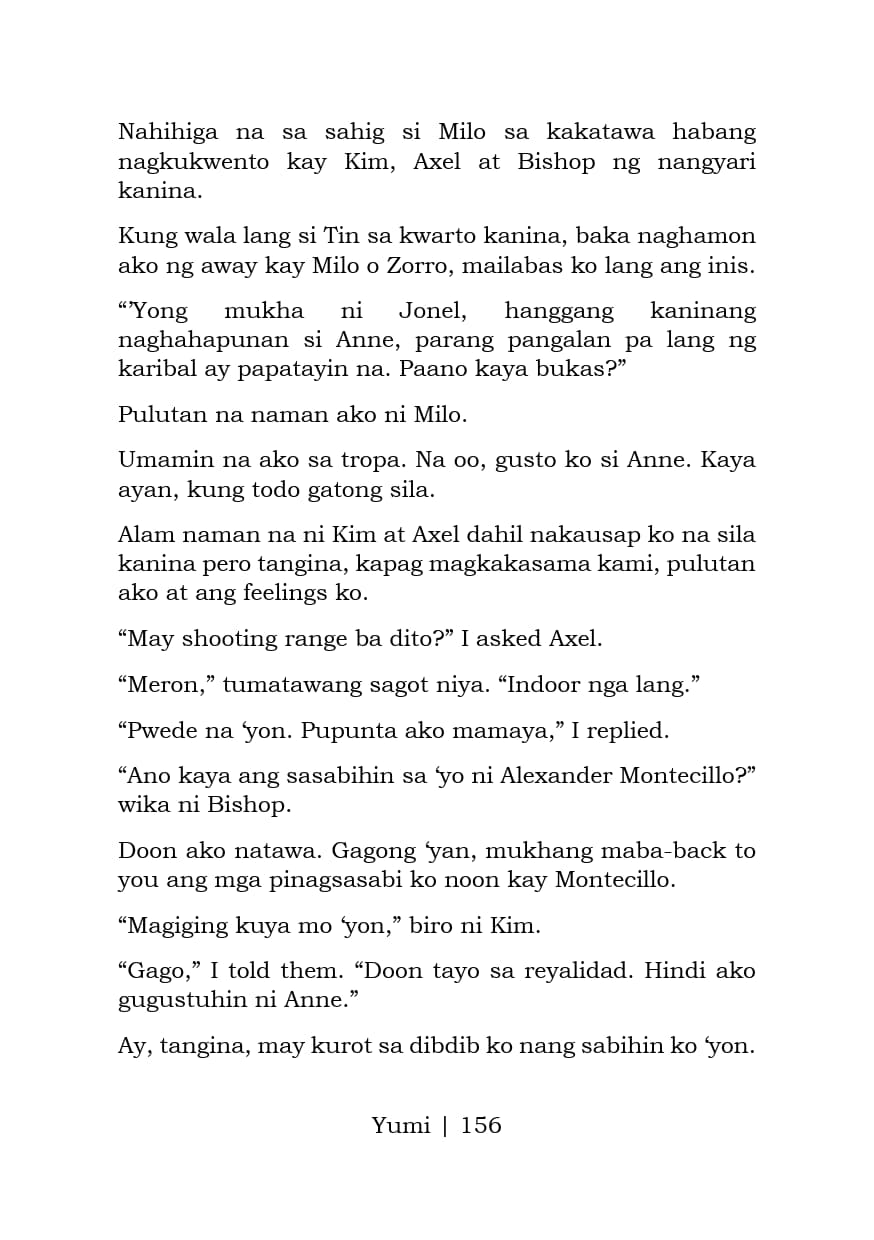 Nahihiga na sa sahig si Milo sa kakatawa habang
nagkukwento kay Kim, Axel at Bishop ng nangyari
kanina.
Kung wala lang si Tin sa kwarto kanina, baka naghamon
ako ng away kay Milo o Zorro, mailabas ko lang ang inis.
“’Yong mukha ni Jonel, hanggang kaninang
naghahapunan si Anne, parang pangalan pa lang ng
karibal ay papatayin na. Paano kaya bukas?”
Pulutan na naman ako ni Milo.
Umamin na ako sa tropa. Na oo, gusto ko si Anne. Kaya
ayan, kung todo gatong sila.
Alam naman na ni Kim at Axel dahil nakausap ko na sila
kanina pero tangina, kapag magkakasama kami, pulutan
ako at ang feelings ko.
“May shooting range ba dito?” I asked Axel.
“Meron,” tumatawang sagot niya. “Indoor nga lang.”
“Pwede na ‘yon. Pupunta ako mamaya,” I replied.
“Ano kaya ang sasabihin sa ‘yo ni Alexander Montecillo?”
wika ni Bishop.
Doon ako natawa. Gagong ‘yan, mukhang maba-back to
you ang mga pinagsasabi ko noon kay Montecillo.
“Magiging kuya mo ‘yon,” biro ni Kim.
“Gago,” I told them. “Doon tayo sa reyalidad. Hindi ako
gugustuhin ni Anne.”
Ay, tangina, may kurot sa dibdib ko nang sabihin ko ‘yon.
Yumi | 156